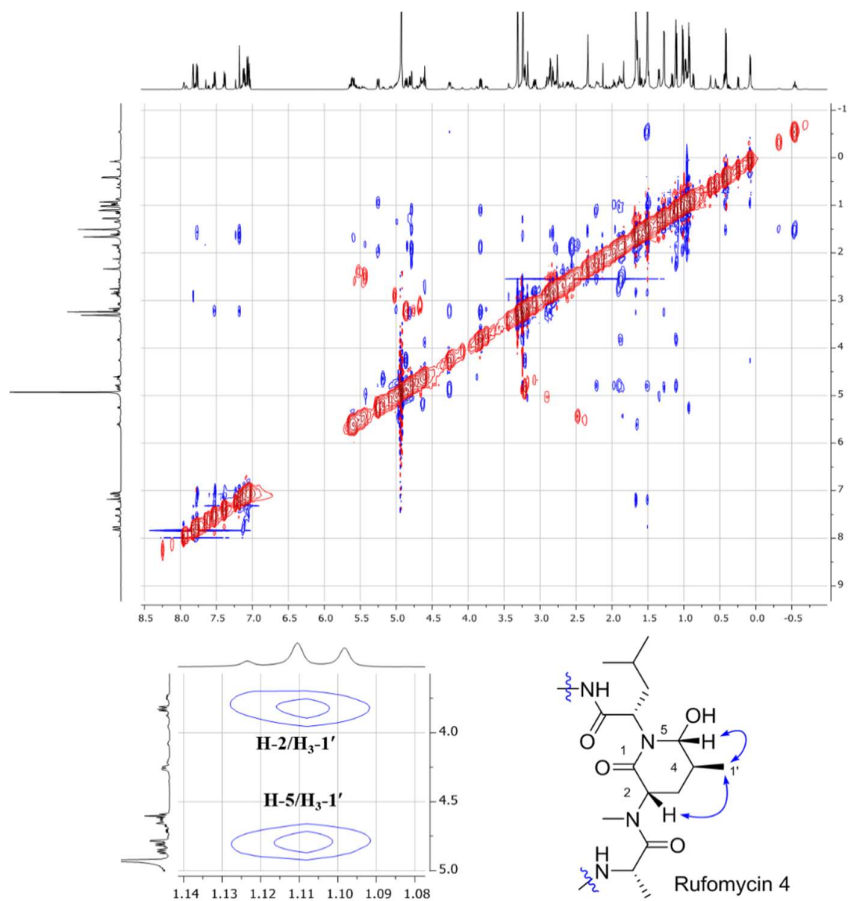 -1
0
1
2
3
4
5
6
7
8
9
8.5 8.0 7.5 7.0 6.5 6.0 5.5 5.0 4.5 4.0 3.5 3.0 2.5 2.0 1.5 1.0 0.5 0 -0.5
4.0
H-2/H₃-1′
H-5/H₃-1′
4.5
5.0
1.14 1.13 1.12 1.11 1.10 1.09 1.08
NH
5 OH
O N H
1 4 1'
O
2 H
N
O
H
N
Rufomycin 4